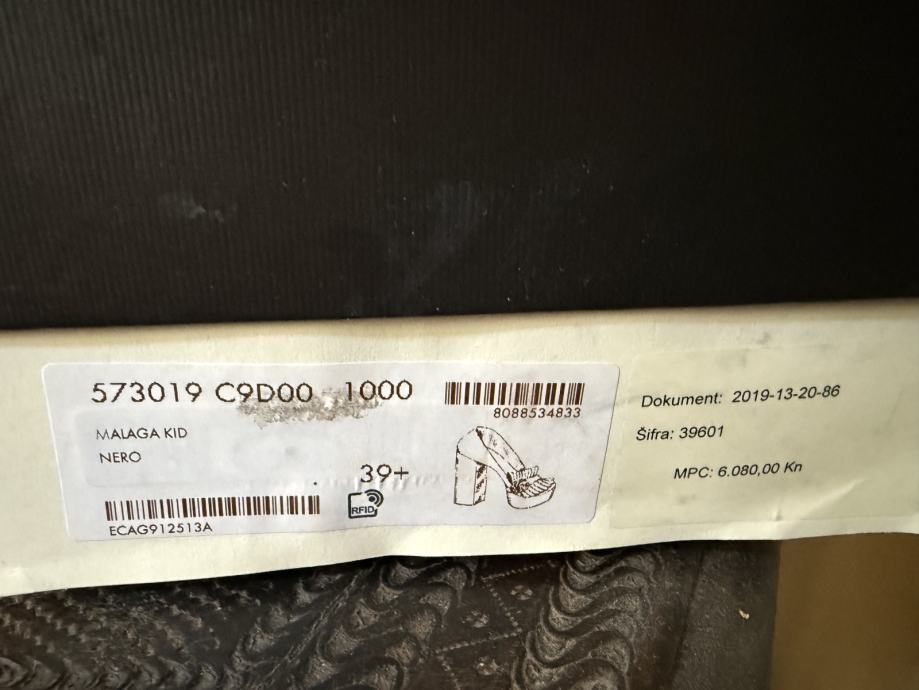 573019 C9D00 1000
8088534833
MALAGA KID
NERO
39+
RFID
ECAG912513A
Dokument: 2019-13-20-86
Šifra: 39601
MPC: 6.080,00 Kn